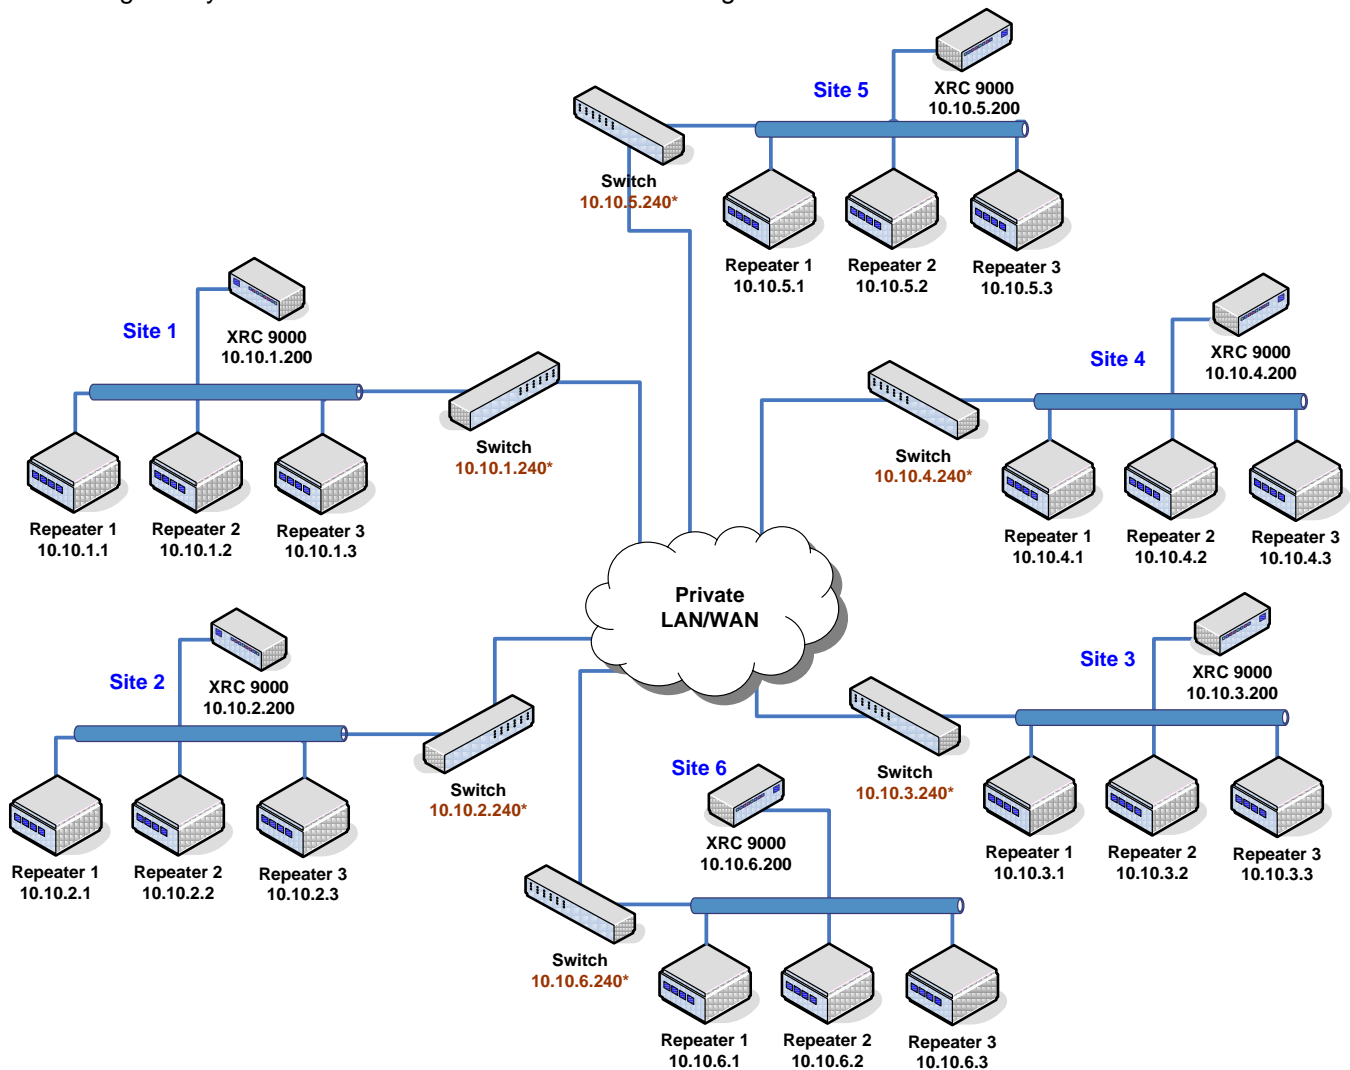 Site 5
XRC 9000
10.10.5.200
Switch
10.10.5.240*
Repeater 1
10.10.5.1
Repeater 2
10.10.5.2
Repeater 3
10.10.5.3
Site 1
XRC 9000
10.10.1.200
Switch
10.10.1.240*
Repeater 1
10.10.1.1
Repeater 2
10.10.1.2
Repeater 3
10.10.1.3
Site 4
XRC 9000
10.10.4.200
Switch
10.10.4.240*
Repeater 1
10.10.4.1
Repeater 2
10.10.4.2
Repeater 3
10.10.4.3
Private
LAN/WAN
Site 2
XRC 9000
10.10.2.200
Switch
10.10.2.240*
Repeater 1
10.10.2.1
Repeater 2
10.10.2.2
Repeater 3
10.10.2.3
Site 3
XRC 9000
10.10.3.200
Switch
10.10.3.240*
Repeater 1
10.10.3.1
Repeater 2
10.10.3.2
Repeater 3
10.10.3.3
Site 6
XRC 9000
10.10.6.200
Switch
10.10.6.240*
Repeater 1
10.10.6.1
Repeater 2
10.10.6.2
Repeater 3
10.10.6.3